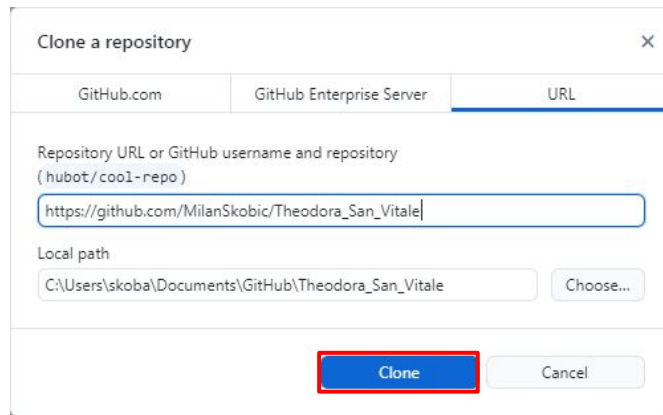 Clone a repository
GitHub.com
GitHub Enterprise Server
URL
Repository URL or GitHub username and repository
(hubot/cool-repo)
https://github.com/MilanSkobic/Theodora_San_Vitale
Local path
C:\Users\skoba\Documents\GitHub\Theodora_San_Vitale
Choose...
Clone
Cancel